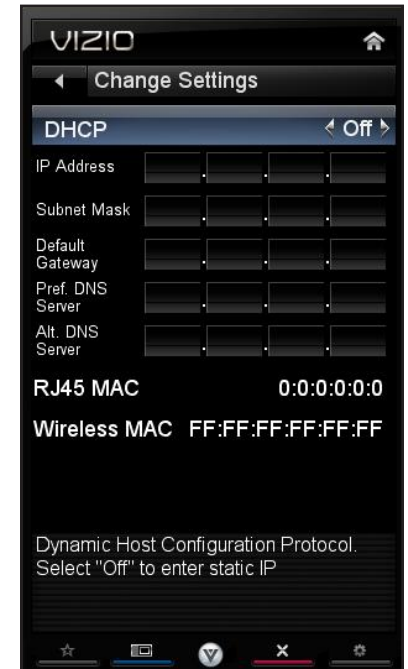 VIZIO
Change Settings
DHCP Off
IP Address . . .
Subnet Mask . . .
Default
Gateway . . .
Pref. DNS
Server . . .
Alt. DNS
Server . . .
RJ45 MAC 0:0:0:0:0:0
Wireless MAC FF:FF:FF:FF:FF:FF
Dynamic Host Configuration Protocol.
Select "Off" to enter static IP
V